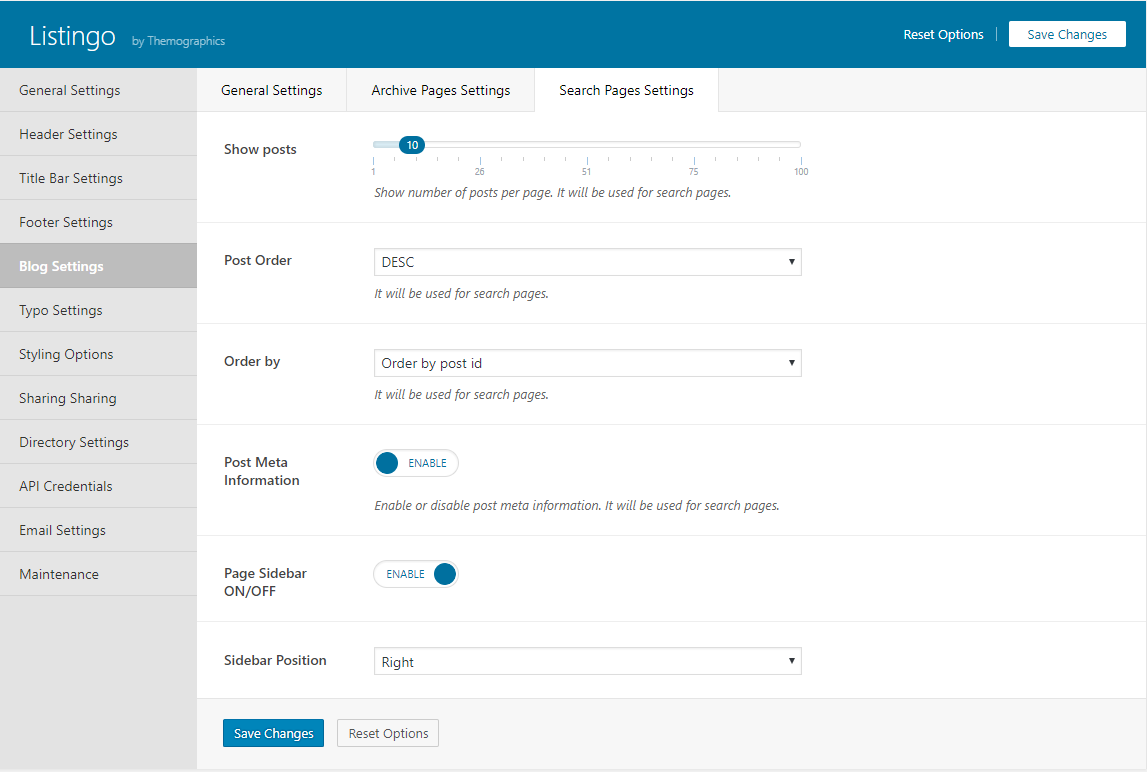 Listingo by Themographics
Reset Options
Save Changes
General Settings
Header Settings
Title Bar Settings
Footer Settings
Blog Settings
Typo Settings
Styling Options
Sharing Sharing
Directory Settings
API Credentials
Email Settings
Maintenance
General Settings
Archive Pages Settings
Search Pages Settings
Show posts
10
1 26 51 75 100
Show number of posts per page. It will be used for search pages.
Post Order
DESC
It will be used for search pages.
Order by
Order by post id
It will be used for search pages.
Post Meta
Information
ENABLE
Enable or disable post meta information. It will be used for search pages.
Page Sidebar
ON/OFF
ENABLE
Sidebar Position
Right
Save Changes
Reset Options